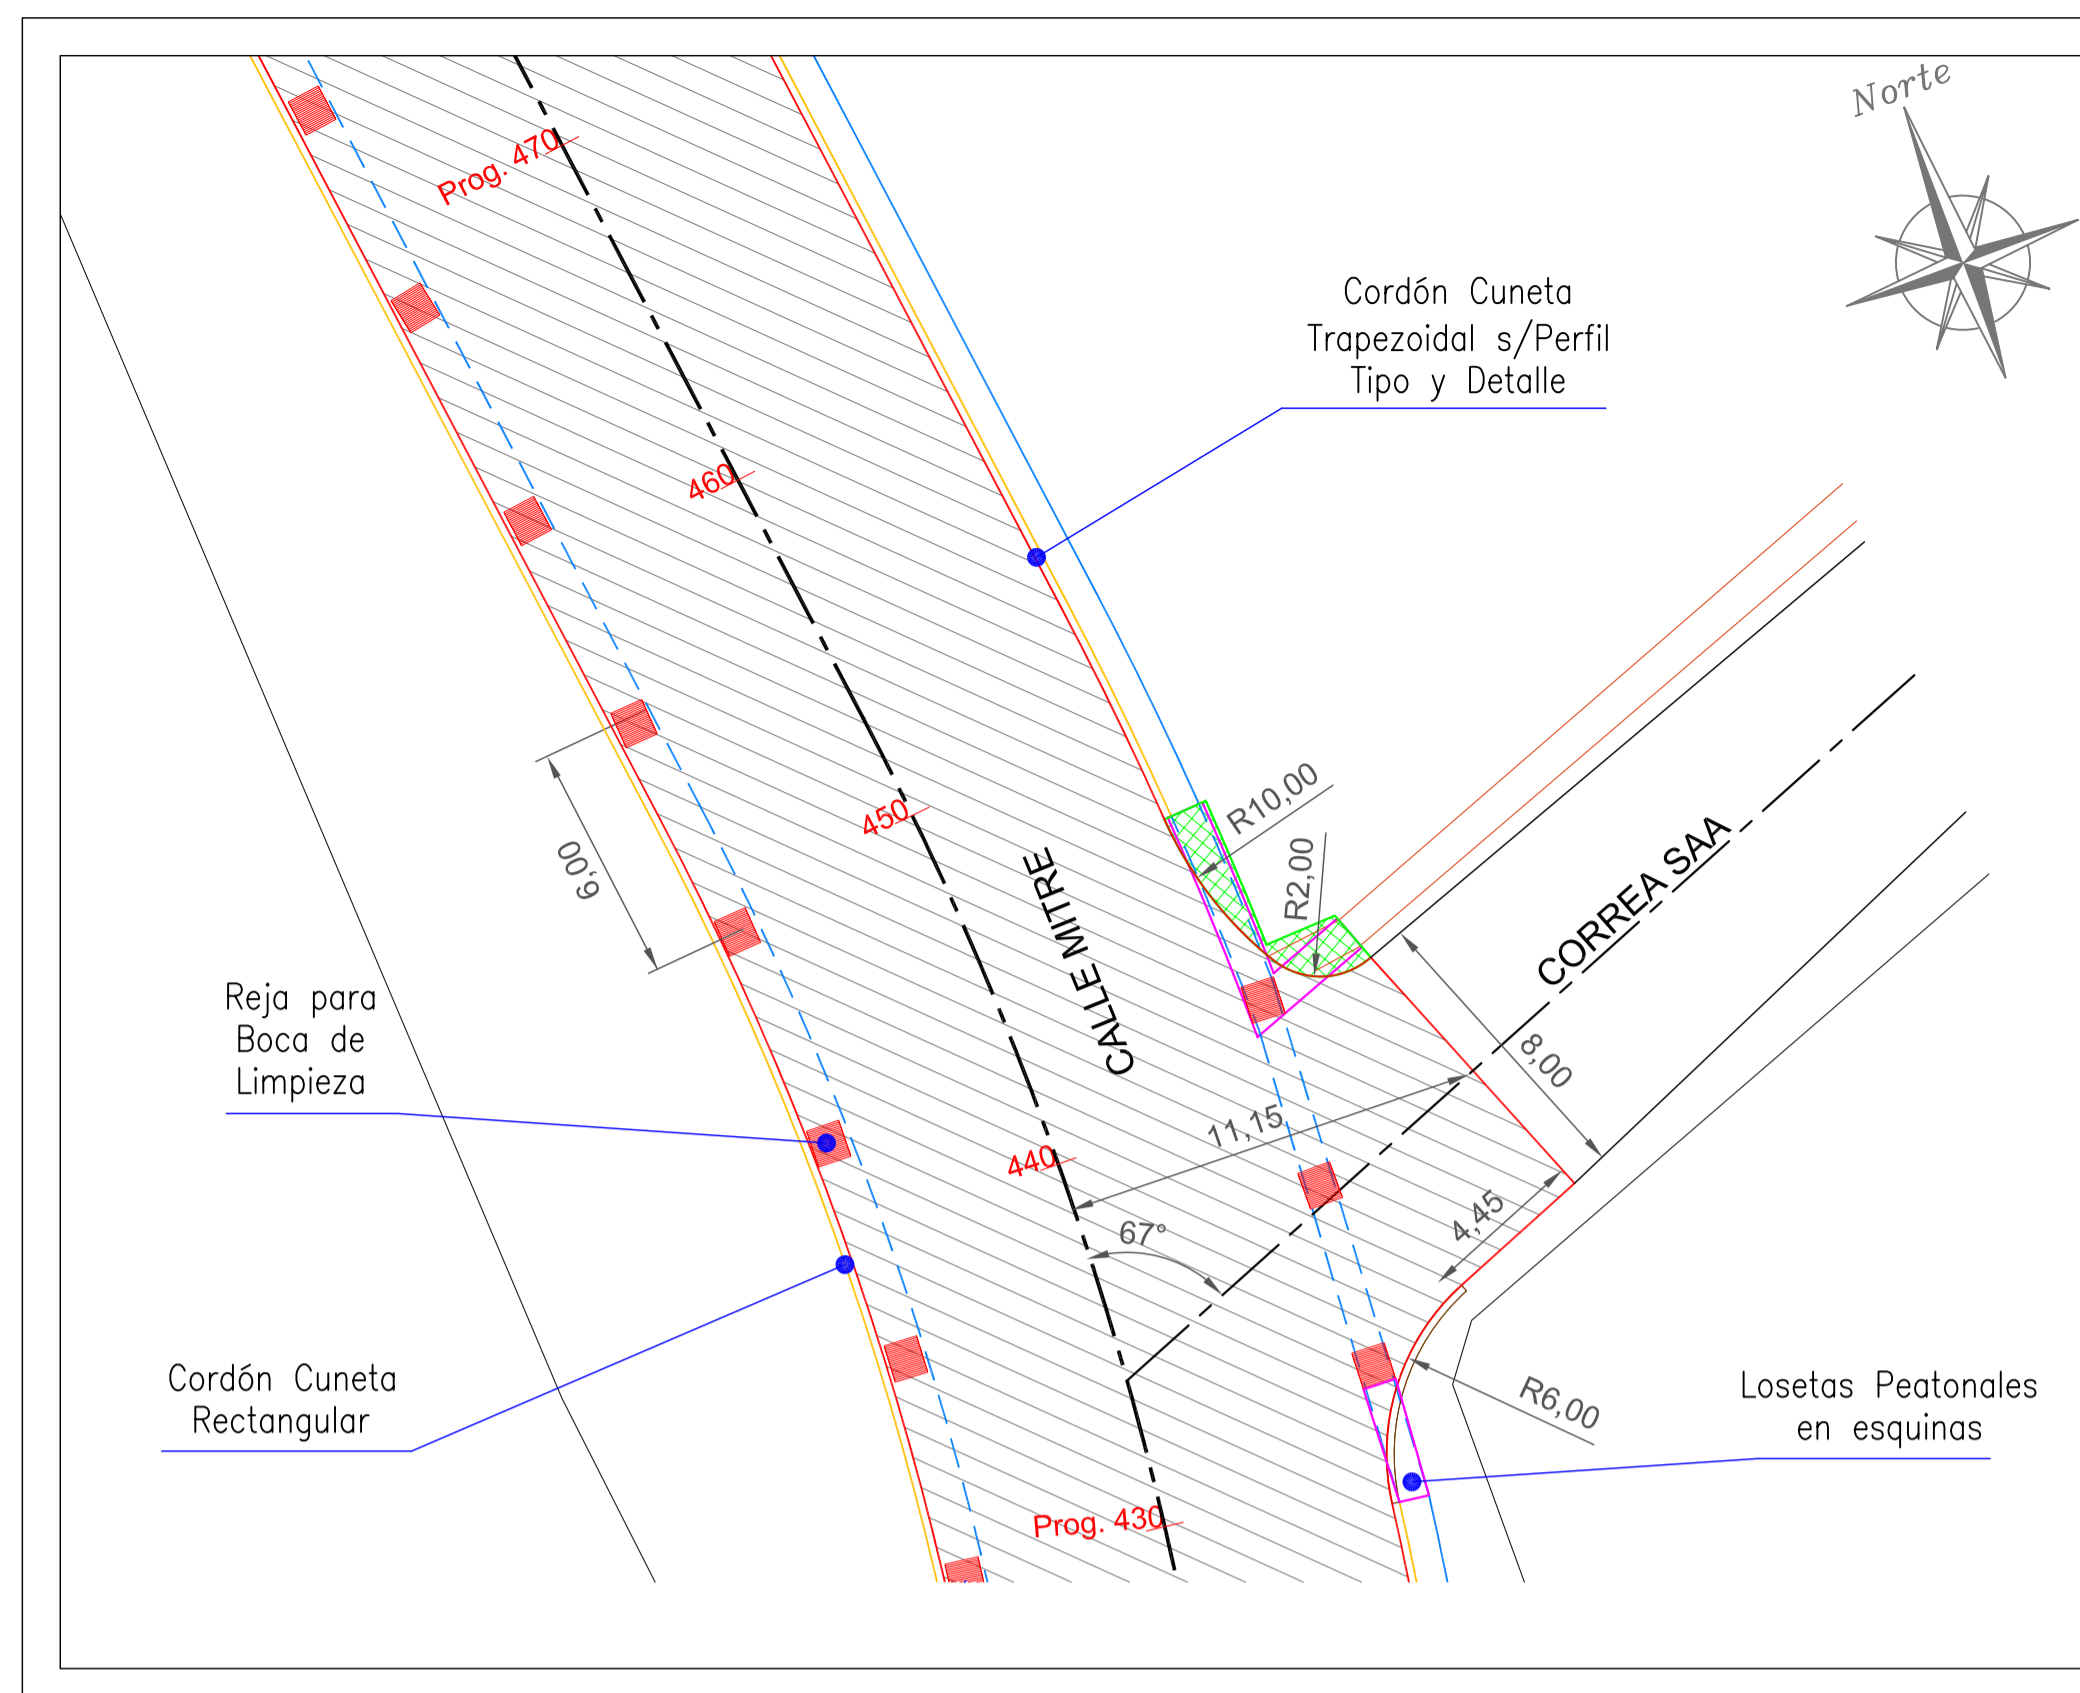 Norte
Prog. 470
Cordón Cuneta
Trapezoidal s/Perfil
Tipo y Detalle
460
450
R10,00
R2,00
6,00
CALLE MITRE
CORREA SAA
Reja para
Boca de
Limpieza
8,00
11,15
440
67°
4,45
Cordón Cuneta
Rectangular
R6,00
Losetas Peatonales
en esquinas
Prog. 430